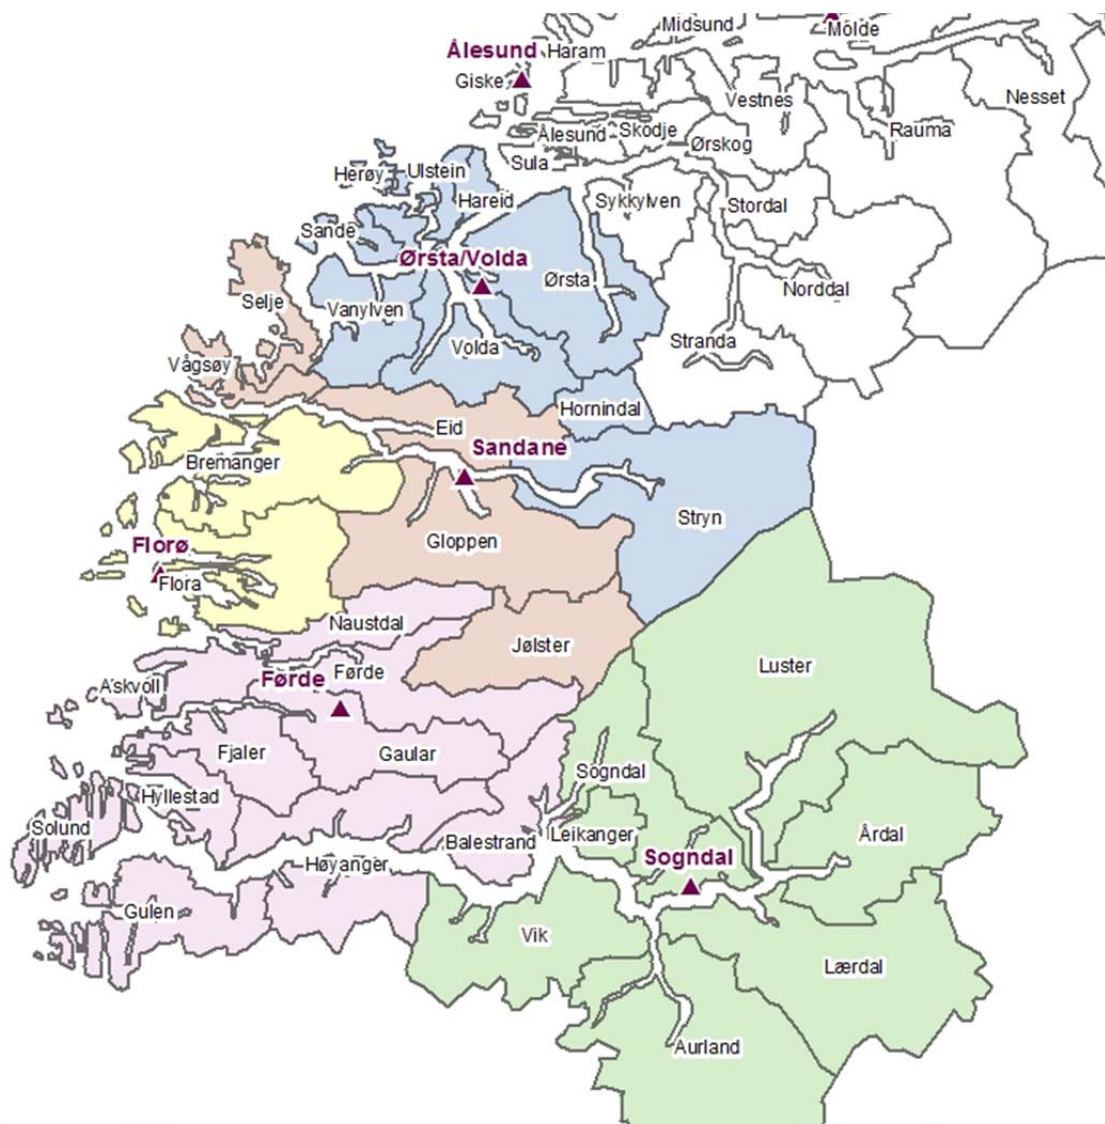 Midsund
Molde
Ålesund
Haram
Giske
Vestnes
Nesset
Ålesund
Skodje
Rauma
Ørskog
Sula
Herøy
Ulstein
Hareid
Sykkylven
Stordal
Sande
Ørsta/Volda
Ørsta
Norddal
Selje
Vanylven
Volda
Stranda
Vågsøy
Hornindal
Eid
Sandane
Bremanger
Stryn
Gloppen
Florø
Flora
Naustdal
Jølster
Luster
Førde
Førde
Askvoll
Fjaler
Gaular
Sogndal
Hyllestad
Solund
Balestrand
Leikanger
Årdal
Sogndal
Høyanger
Gulen
Vik
Lærdal
Aurland